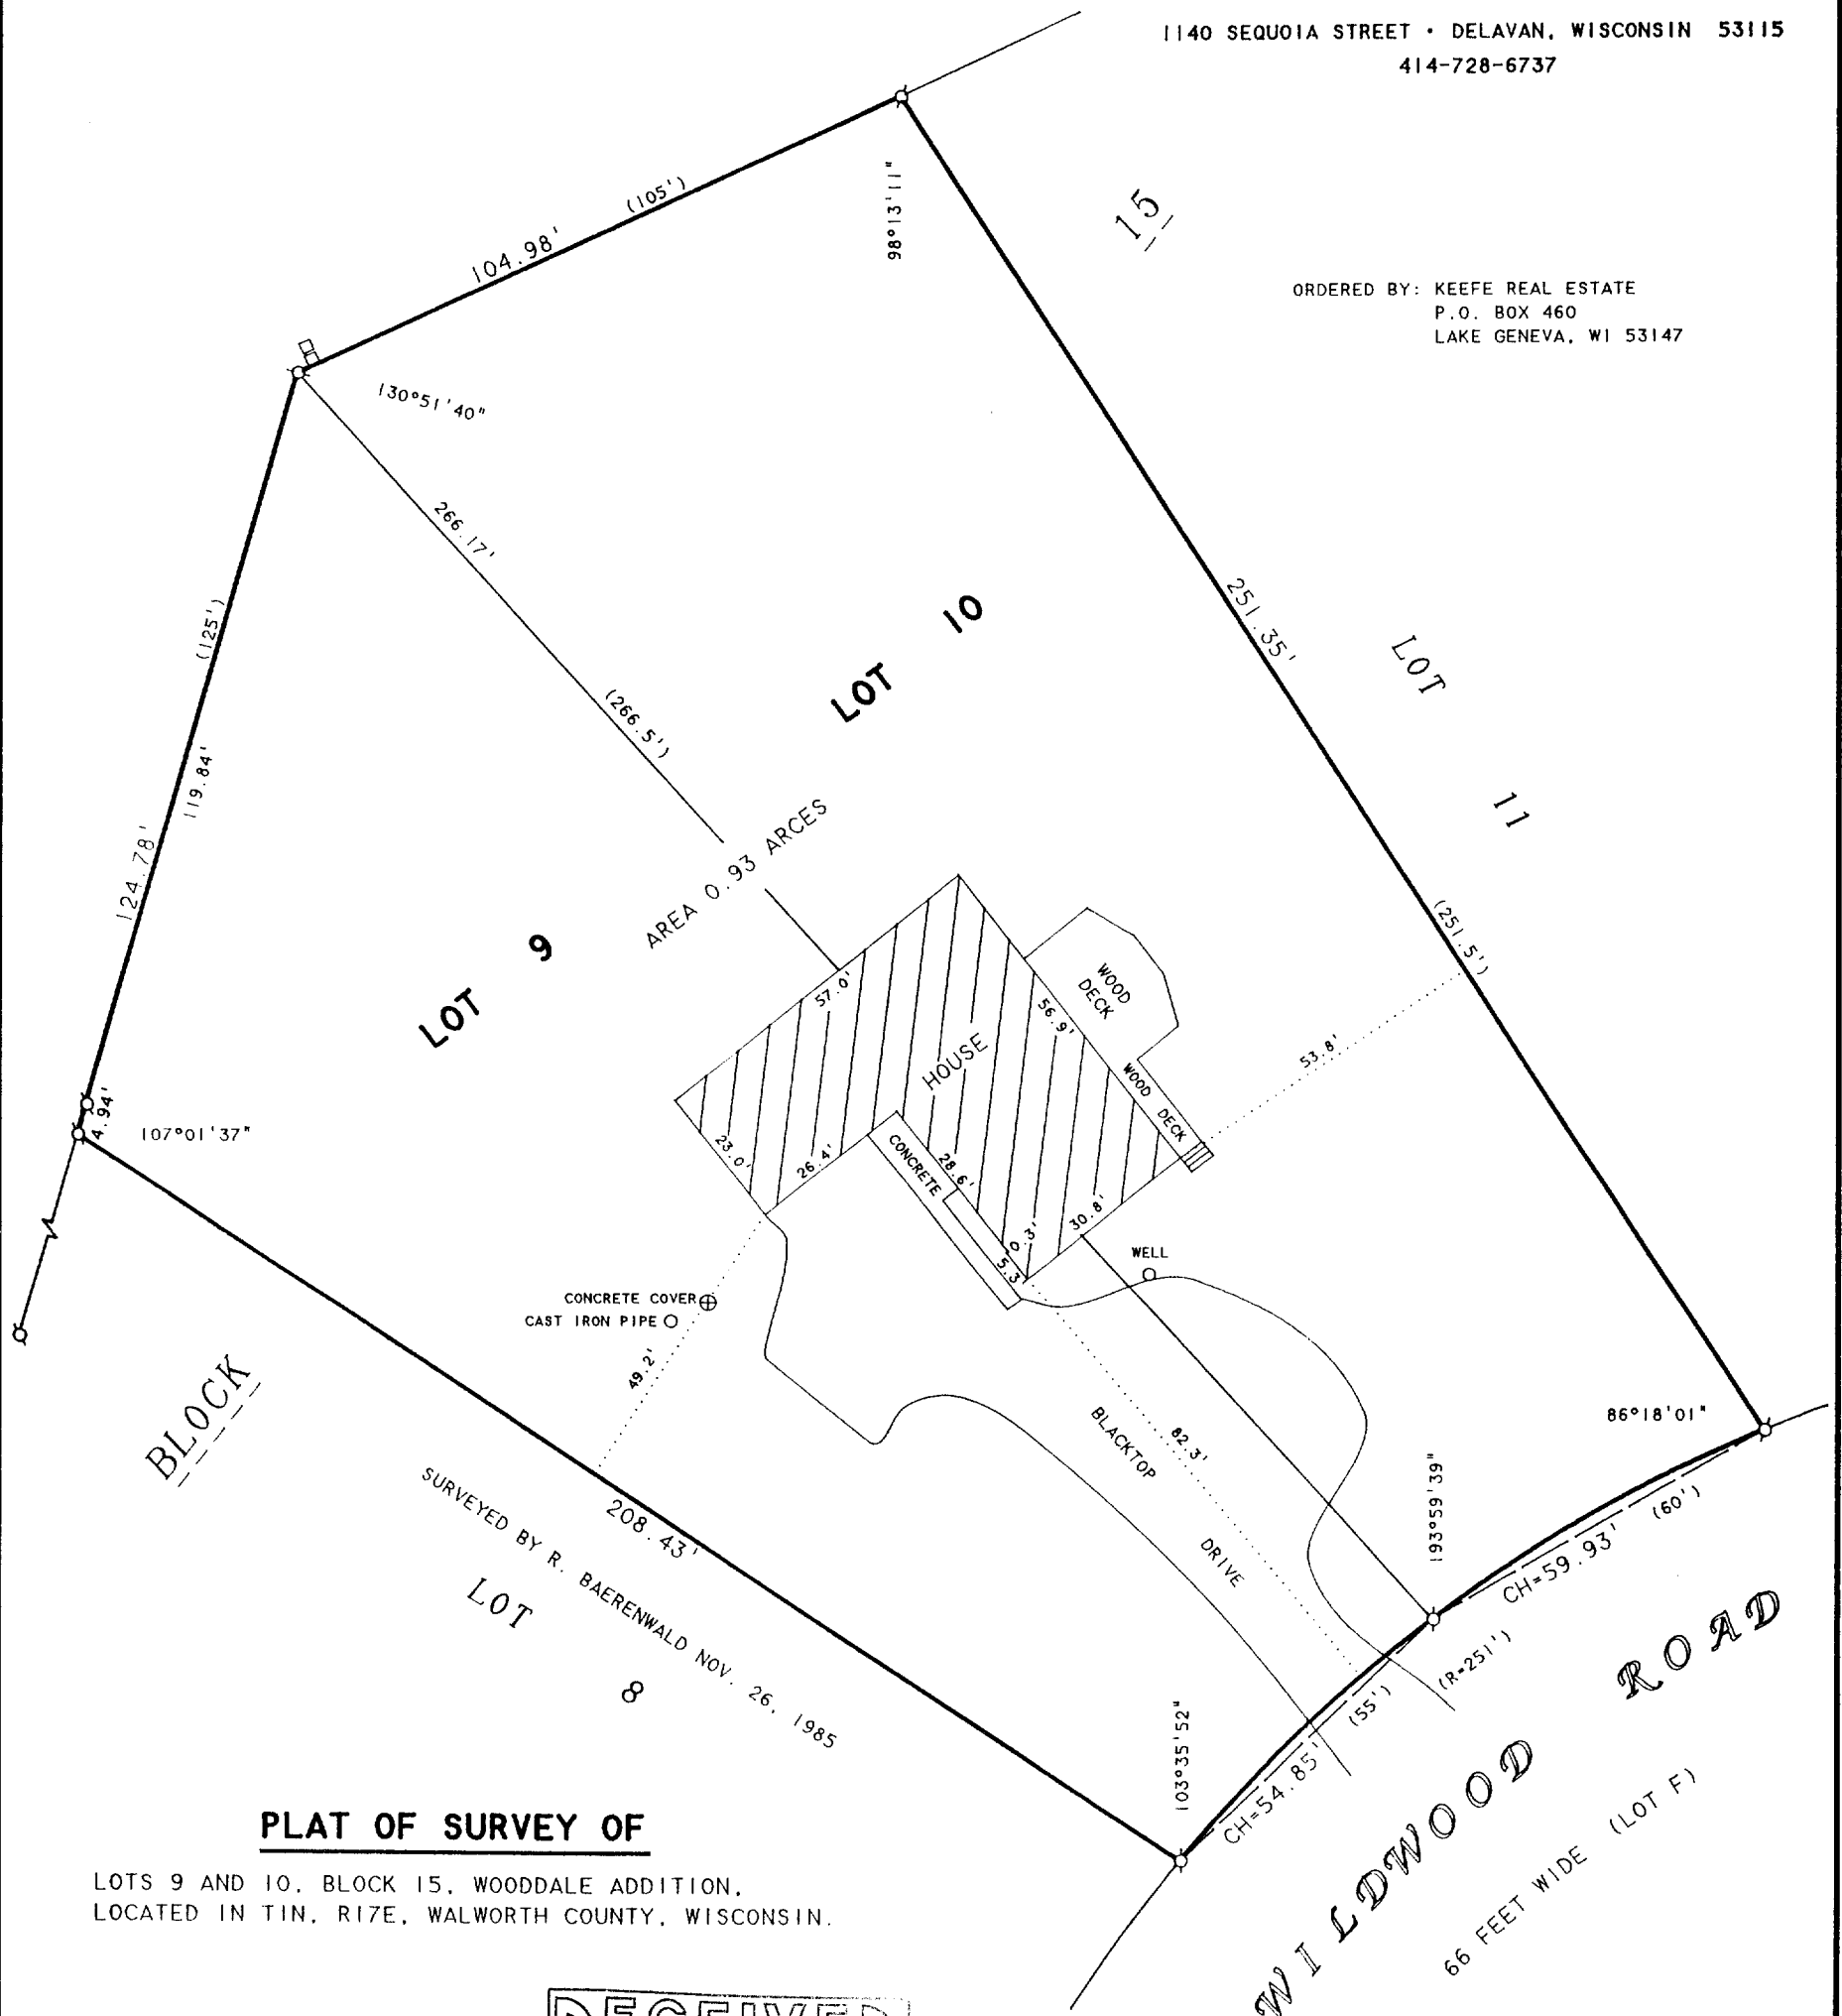 1140 SEQUOIA STREET • DELAVAN, WISCONSIN 53115
414-728-6737
(105')
104.98'
98°13'11"
15
ORDERED BY: KEEFE REAL ESTATE
P.O. BOX 460
LAKE GENEVA, WI 53147
130°51'40"
266.17'
(266.5')
(125')
119.84'
124.78'
4.94'
107°01'37"
LOT 10
251.35'
(251.5')
LOT 11
AREA 0.93 ARCES
LOT 9
57.0'
56.9'
HOUSE
WOOD
DECK
WOOD DECK
53.8'
23.0'
26.4'
CONCRETE
28.6'
0.3'
5.3
30.8'
WELL
CONCRETE COVER
CAST IRON PIPE
49.2'
BLOCK
BLACKTOP
DRIVE
82.3'
86°18'01"
193°59'39"
(60')
CH=59.93'
(R=251')
(55')
CH=54.85'
103°35'52"
208.43'
SURVEYED BY R. BAERENWALD NOV. 26, 1985
LOT 8
WILDWOOD ROAD
66 FEET WIDE (LOT F)
PLAT OF SURVEY OF
LOTS 9 AND 10, BLOCK 15, WOODDALE ADDITION,
LOCATED IN T1N, R17E, WALWORTH COUNTY, WISCONSIN.
RECEIVED